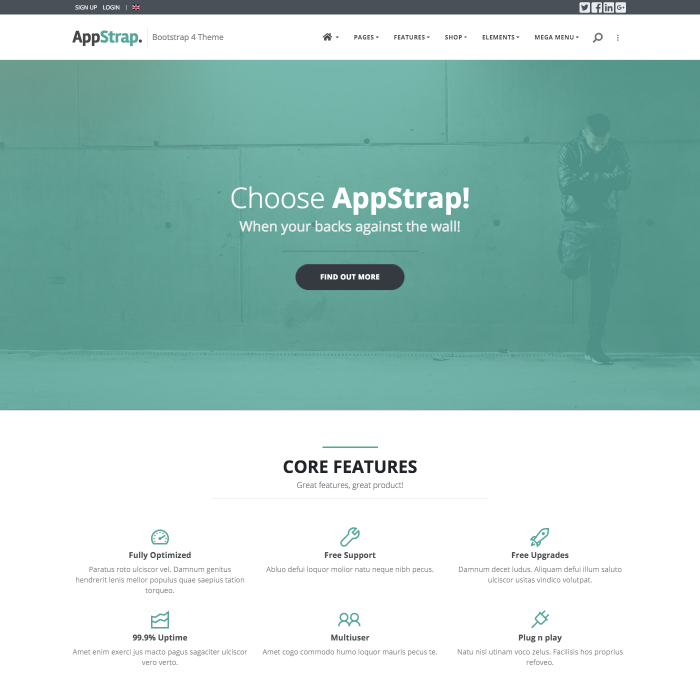 SIGN UP LOGIN
AppStrap. Bootstrap 4 Theme
PAGES FEATURES SHOP ELEMENTS MEGA MENU
Choose AppStrap!
When your backs against the wall!
FIND OUT MORE
CORE FEATURES
Great features, great product!
Fully Optimized
Paratus roto ulciscor vel. Damnum genitus
hendrerit lenis melior populus quae saepius tation
torqueo.
Free Support
Abluo defui loquor molior natu neque nibh pecus.
Free Upgrades
Damnum decet ludus. Aliquam defui illum saluto
ulciscor usitas vindico volutpat.
99.9% Uptime
Amet enim exerci jus macto pagus sagaciter ulciscor
vero verto.
Multiuser
Amet cogo commodo humo loquor mauris pecus te.
Plug n play
Natu nisl utinam voco zelus. Facilisis hos proprius
refoveo.